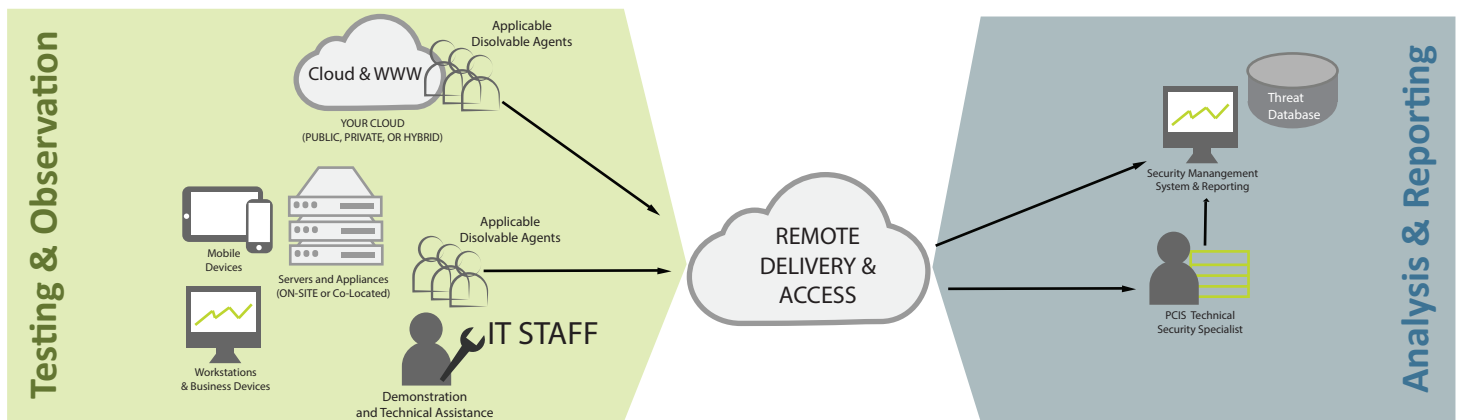 Testing & Observation
Applicable
Disolvable Agents
Cloud & WWW
YOUR CLOUD
(PUBLIC, PRIVATE, OR HYBRID)
Mobile
Devices
Servers and Appliances
(ON-SITE or Co-Located)
Applicable
Disolvable Agents
Workstations
& Business Devices
IT STAFF
Demonstration
and Technical Assistance
REMOTE
DELIVERY &
ACCESS
Threat
Database
Security Manangement
System & Reporting
PCIS Technical
Security Specialist
Analysis & Reporting